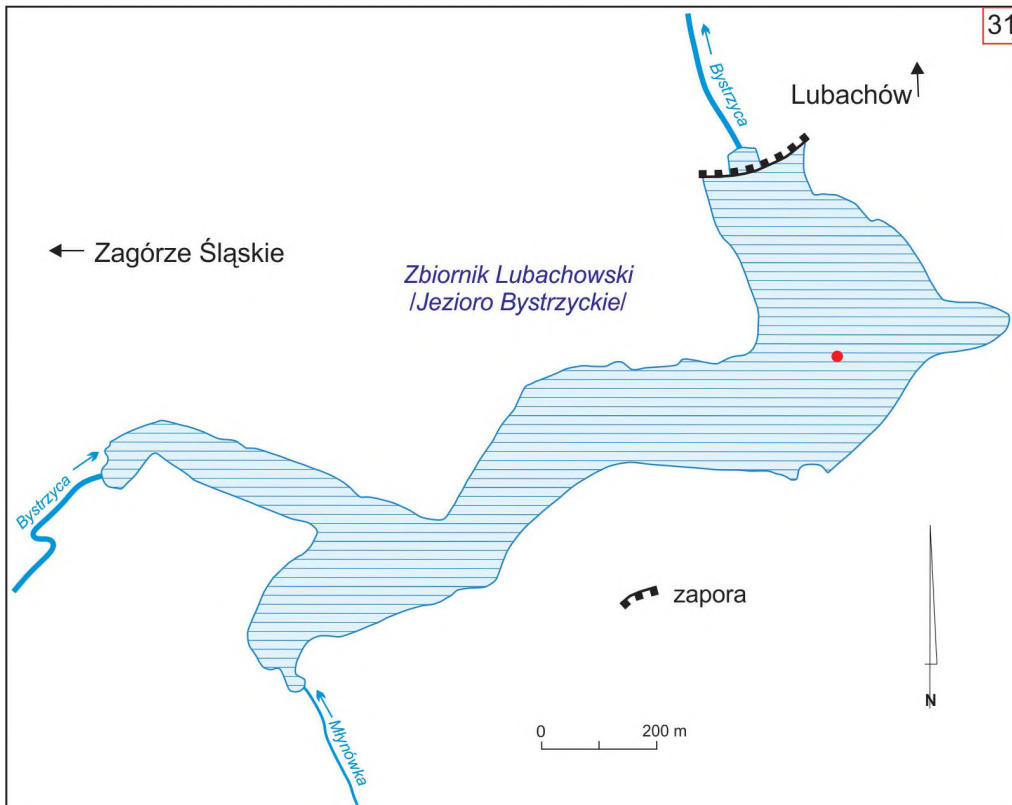 31
Bystrzyca
Lubachów
Zagórze Śląskie
Zbiornik Lubachowski
/Jezioro Bystrzyckie/
Bystrzyca
zapora
Młynówka
0 200 m
N